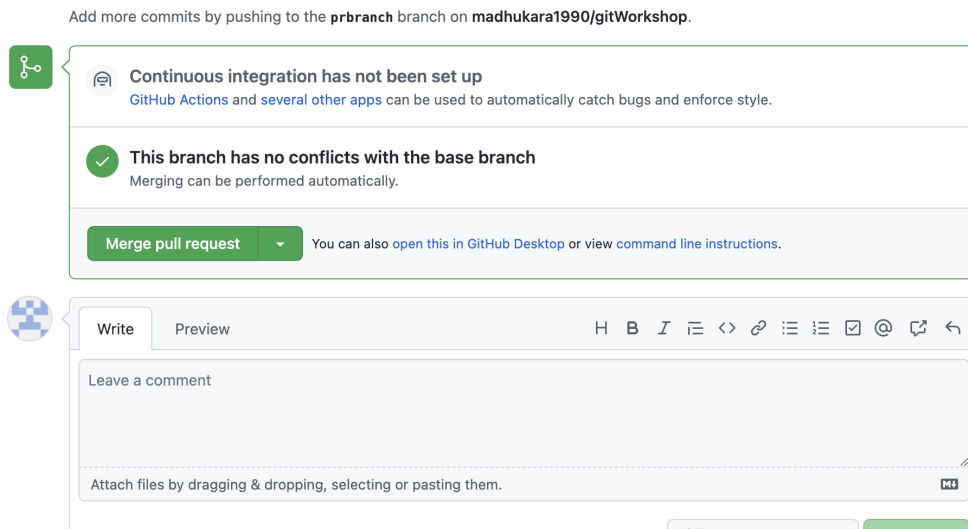 Add more commits by pushing to the prbranch branch on madhukara1990/gitWorkshop.
Continuous integration has not been set up
GitHub Actions and several other apps can be used to automatically catch bugs and enforce style.
This branch has no conflicts with the base branch
Merging can be performed automatically.
Merge pull request You can also open this in GitHub Desktop or view command line instructions.
Write Preview
Leave a comment
Attach files by dragging & dropping, selecting or pasting them.